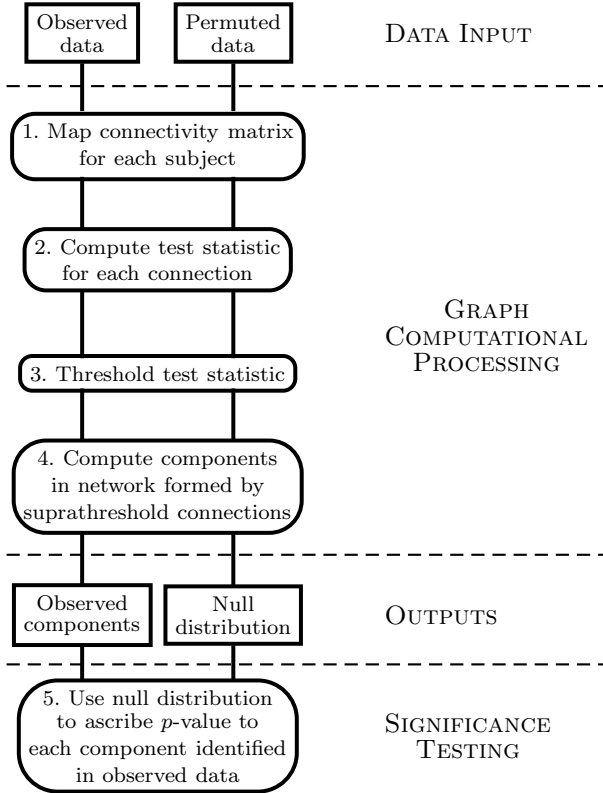 Observed
data
Permuted
data
DATA INPUT
1. Map connectivity matrix
for each subject
2. Compute test statistic
for each connection
3. Threshold test statistic
4. Compute components
in network formed by
suprathreshold connections
GRAPH
COMPUTATIONAL
PROCESSING
Observed
components
Null
distribution
OUTPUTS
5. Use null distribution
to ascribe p-value to
each component identified
in observed data
SIGNIFICANCE
TESTING